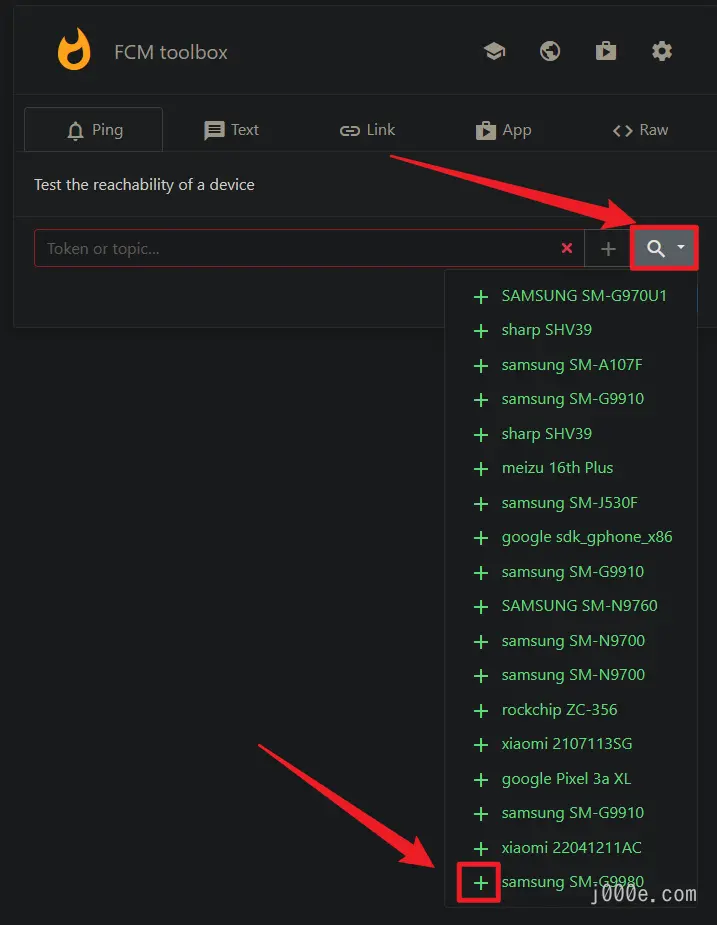 FCM toolbox
Ping Text Link App Raw
Test the reachability of a device
Token or topic...
SAMSUNG SM-G970U1
sharp SHV39
samsung SM-A107F
samsung SM-G9910
sharp SHV39
meizu 16th Plus
samsung SM-J530F
google sdk_gphone_x86
samsung SM-G9910
SAMSUNG SM-N9760
samsung SM-N9700
samsung SM-N9700
rockchip ZC-356
xiaomi 2107113SG
google Pixel 3a XL
samsung SM-G9910
xiaomi 22041211AC
samsung SM-G9980
j000e.com